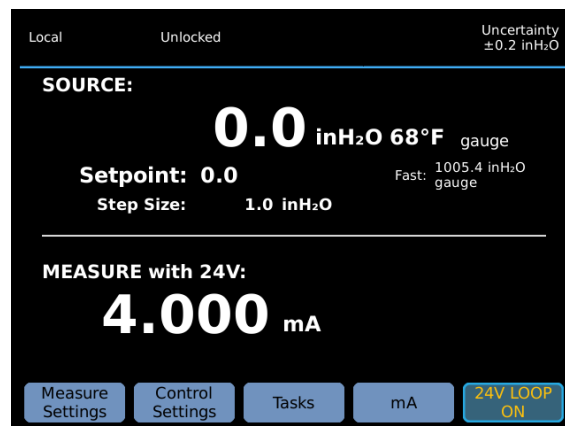 Local Unlocked Uncertainty
±0.2 inH₂O
SOURCE:
0.0 inH₂O 68°F gauge
Setpoint: 0.0 Fast: 1005.4 inH₂O
gauge
Step Size: 1.0 inH₂O
MEASURE with 24V:
4.000 mA
Measure
Settings
Control
Settings
Tasks
mA
24V LOOP
ON